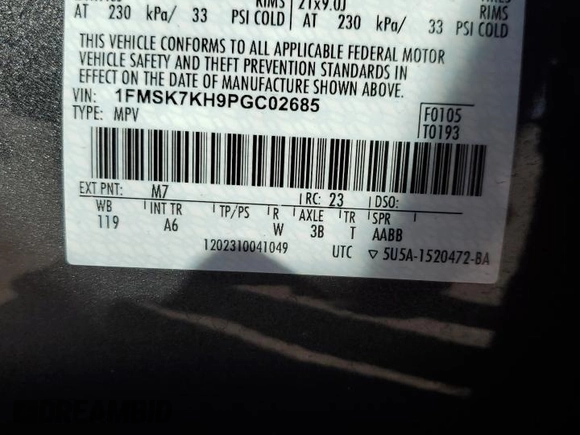 RIMS 21x9.0J RIMS
AT 230 kPa/ 33 PSI COLD AT 230 kPa/ 33 PSI COLD
THIS VEHICLE CONFORMS TO ALL APPLICABLE FEDERAL MOTOR
VEHICLE SAFETY AND THEFT PREVENTION STANDARDS IN
EFFECT ON THE DATE OF MANUFACTURE SHOWN ABOVE.
VIN: 1FMSK7KH9PGC02685
TYPE: MPV
F0105
T0193
EXT PNT: M7 RC: 23 DSO:
WB INT TR TP/PS R AXLE TR SPR
119 A6 W 3B T AABB
1202310041049 UTC ▽ 5U5A-1520472-BA